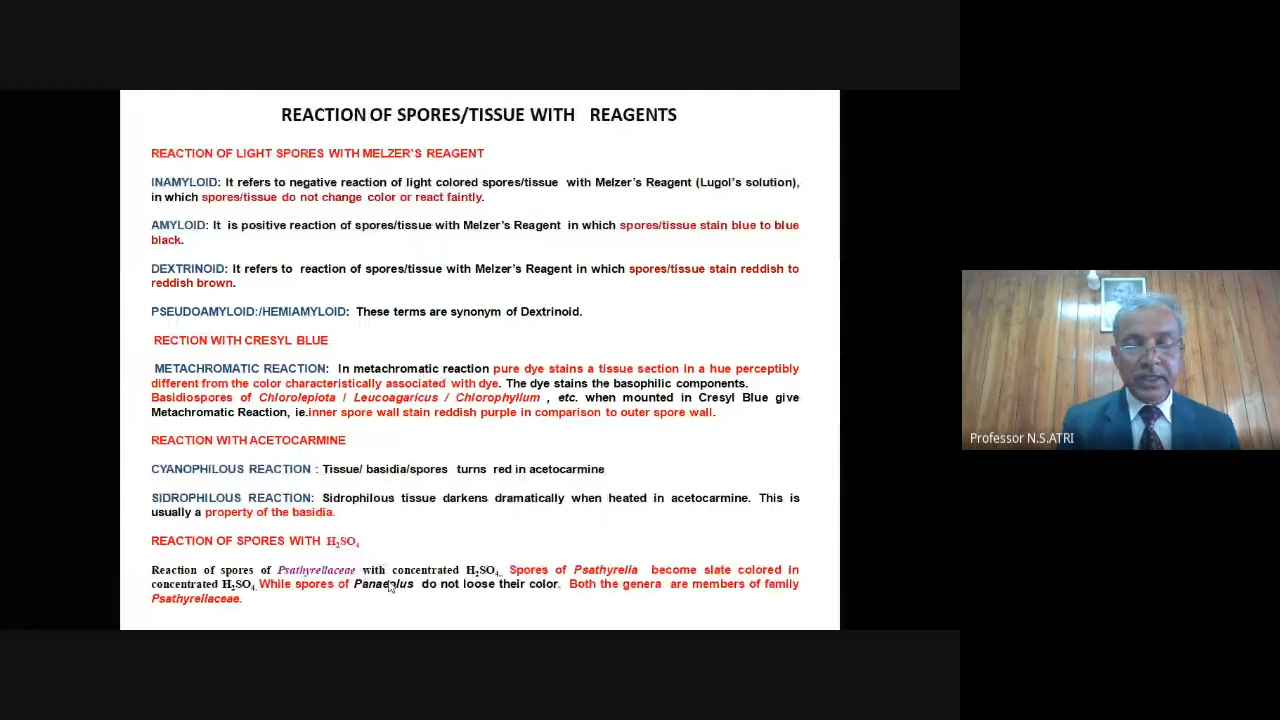 REACTION OF SPORES/TISSUE WITH REAGENTS
REACTION OF LIGHT SPORES WITH MELZER'S REAGENT
INAMYLOID: It refers to negative reaction of light colored spores/tissue with Melzer's Reagent (Lugol's solution),
in which spores/tissue do not change color or react faintly.
AMYLOID: It is positive reaction of spores/tissue with Melzer's Reagent in which spores/tissue stain blue to blue
black.
DEXTRINOID: It refers to reaction of spores/tissue with Melzer's Reagent in which spores/tissue stain reddish to
reddish brown.
PSEUDOAMYLOID:/HEMIAMYLOID: These terms are synonym of Dextrinoid.
RECTION WITH CRESYL BLUE
METACHROMATIC REACTION: In metachromatic reaction pure dye stains a tissue section in a hue perceptibly
different from the color characteristically associated with dye. The dye stains the basophilic components.
Basidiospores of Chlorolepiota / Leucoagaricus / Chlorophyllum , etc. when mounted in Cresyl Blue give
Metachromatic Reaction, ie.inner spore wall stain reddish purple in comparison to outer spore wall.
REACTION WITH ACETOCARMINE
CYANOPHILOUS REACTION : Tissue/ basidia/spores turns red in acetocarmine
SIDROPHILOUS REACTION: Sidrophilous tissue darkens dramatically when heated in acetocarmine. This is
usually a property of the basidia.
REACTION OF SPORES WITH H₂SO₄
Reaction of spores of Psathyrellaceae with concentrated H₂SO₄. Spores of Psathyrella become slate colored in
concentrated H₂SO₄. While spores of Panaeolus do not loose their color. Both the genera are members of family
Psathyrellaceae.
Professor N.S.ATRI